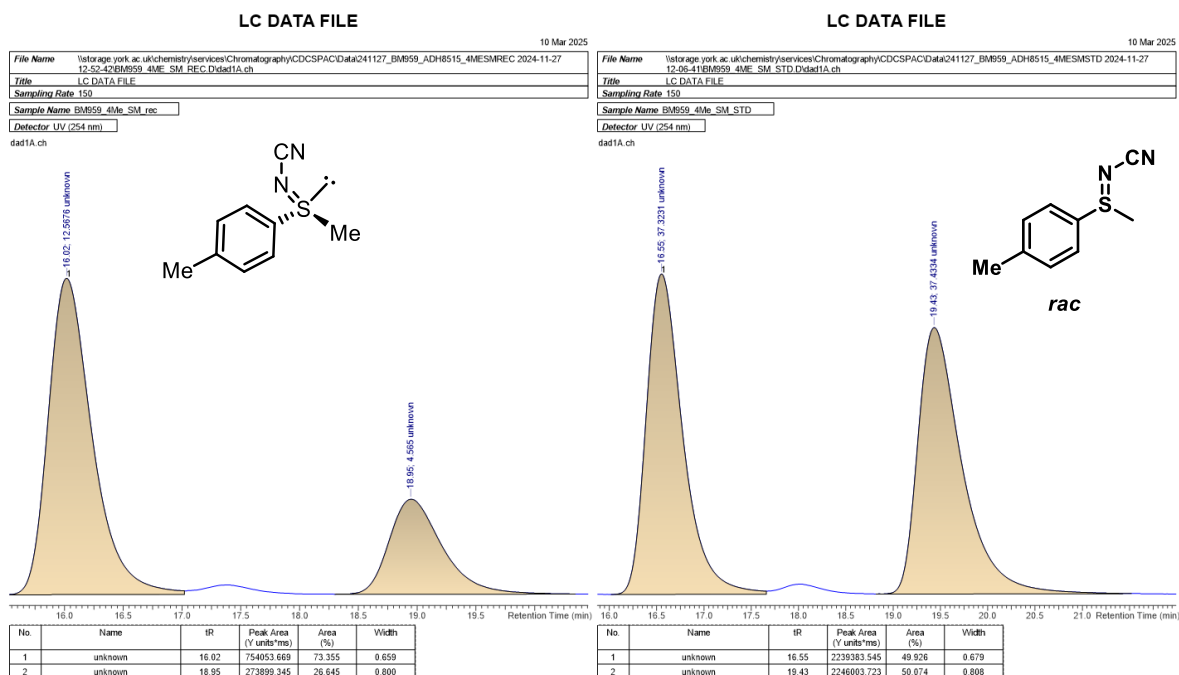 LC DATA FILE
10 Mar 2025
File Name \\storage.york.ac.uk\chemistry\services\Chromatography\CDCSPAC\Data\241127_BM959_ADH8515_4MESMREC 2024-11-27
12-52-42\BM959_4ME_SM_REC.D\dad1A.ch
Title LC DATA FILE
Sampling Rate 150
Sample Name BM959_4Me_SM_rec
Detector UV (254 nm)
dad1A.ch
16.02; 12.5676 unknown
CN
N
S
Me
Me
18.95; 4.565 unknown
16.0 16.5 17.0 17.5 18.0 18.5 19.0 19.5 Retention Time (min)
No. Name tR Peak Area (Y units*ms) Area (%) Width
1 unknown 16.02 754053.669 73.355 0.659
2 unknown 18.95 273899.345 26.645 0.800
LC DATA FILE
10 Mar 2025
File Name \\storage.york.ac.uk\chemistry\services\Chromatography\CDCSPAC\Data\241127_BM959_ADH8515_4MESMSTD 2024-11-27
12-06-41\BM959_4ME_SM_STD.D\dad1A.ch
Title LC DATA FILE
Sampling Rate 150
Sample Name BM959_4Me_SM_STD
Detector UV (254 nm)
dad1A.ch
16.55; 37.3231 unknown
19.43; 37.4334 unknown
CN
N
S
Me
rac
16.0 16.5 17.0 17.5 18.0 18.5 19.0 19.5 20.0 20.5 21.0 Retention Time (min)
No. Name tR Peak Area (Y units*ms) Area (%) Width
1 unknown 16.55 2239383.545 49.926 0.679
2 unknown 19.43 2246003.723 50.074 0.808